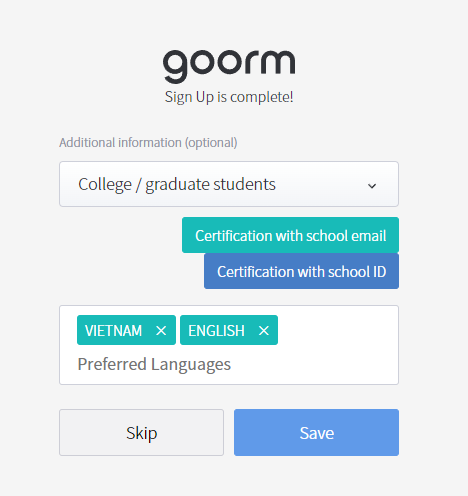 goorm
Sign Up is complete!
Additional information (optional)
College / graduate students
Certification with school email
Certification with school ID
VIETNAM × ENGLISH ×
Preferred Languages
Skip Save